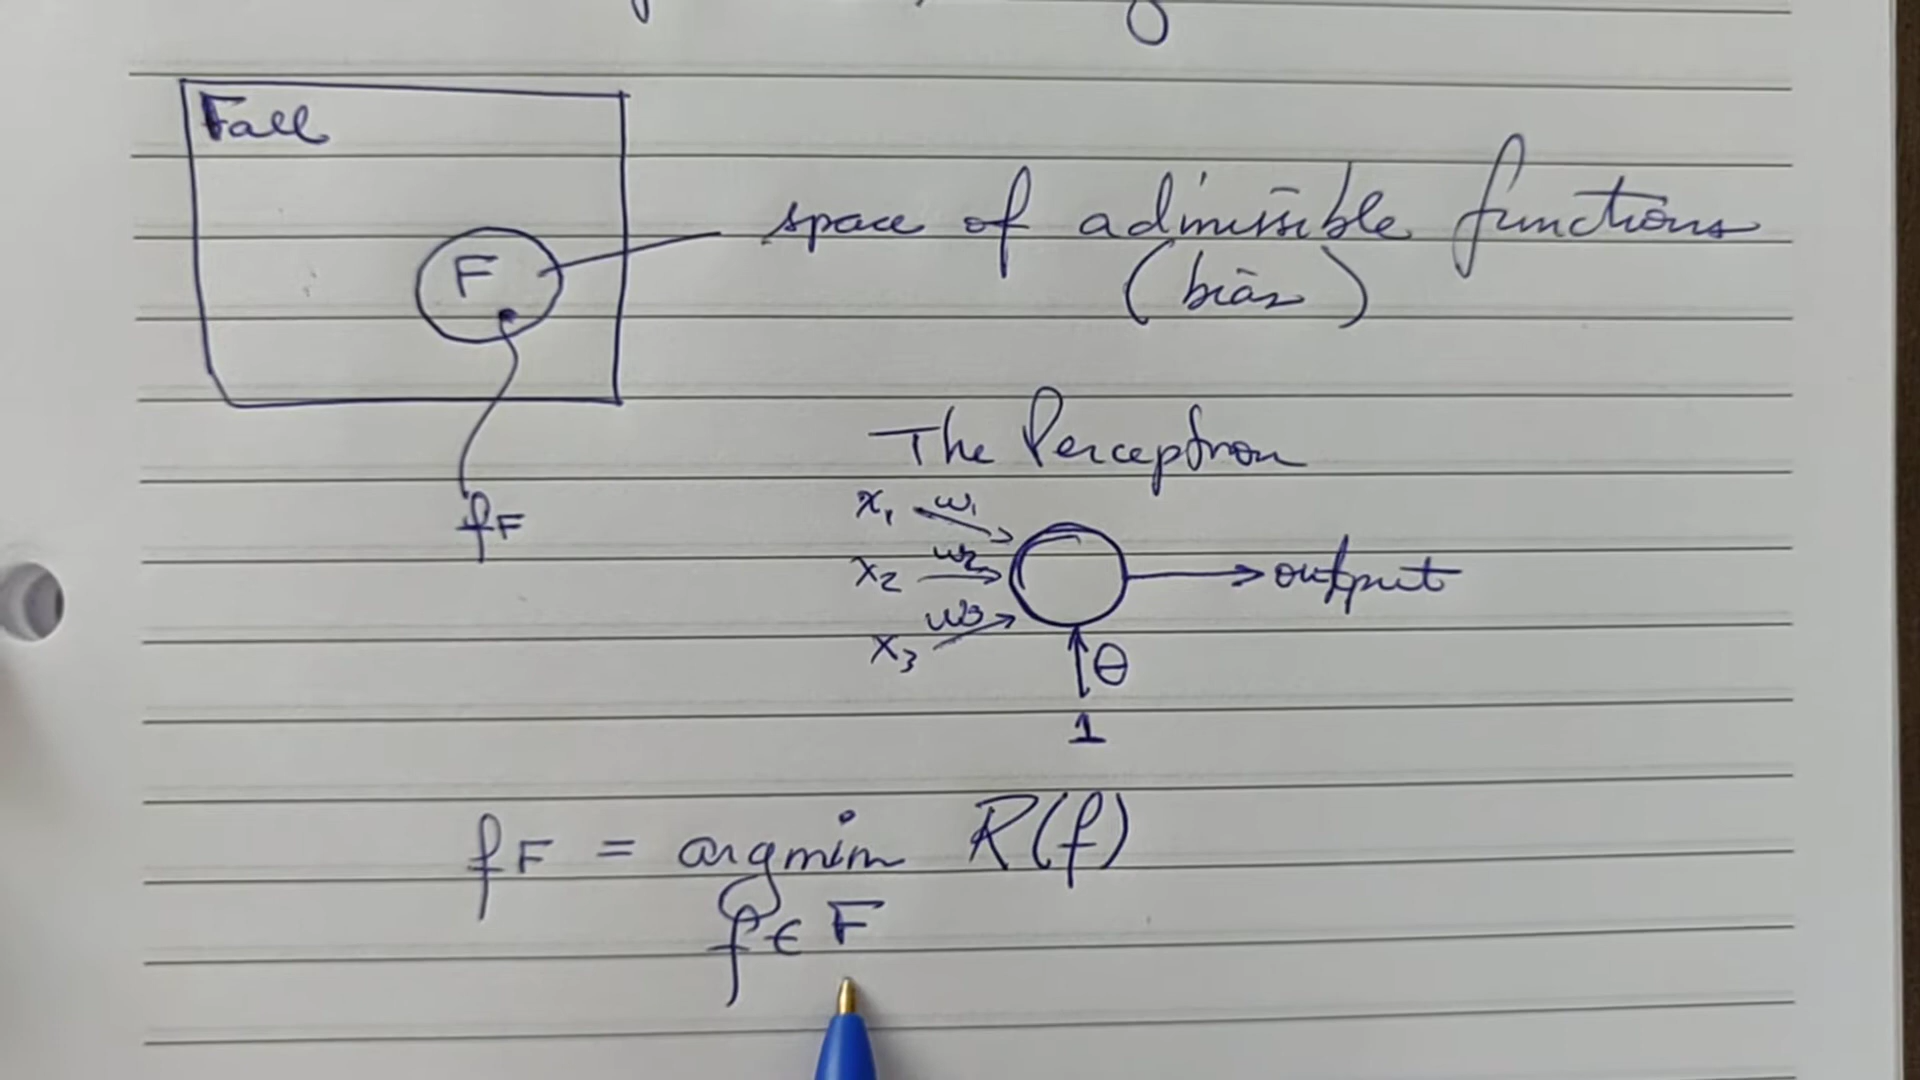 Fall
F
space of admissible functions
(bias)
fF
The Perceptron
x1 w1
x2 w2
x3 w3
output
θ
1
fF = argmin R(f)
f ∈ F